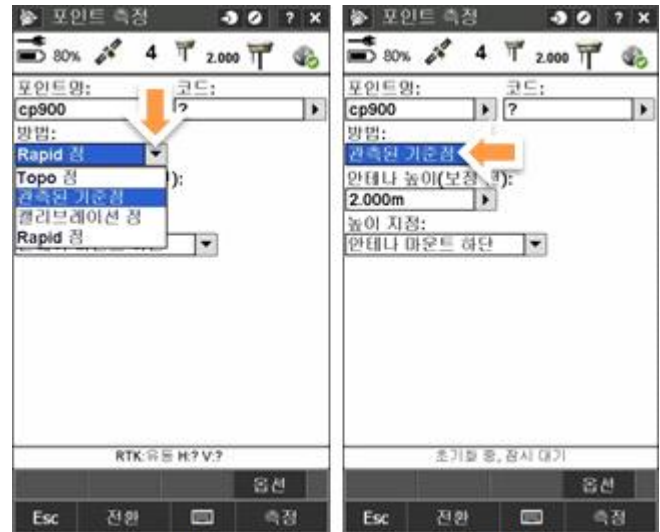 포인트 측정
? ×
80%
4
2.000
포인트명:
코드:
cp900
?
방법:
Rapid 점
Topo 점
):
관측된 기준점
캘리브레이션 점
Rapid 점
RTK:유동 H:? V:?
옵션
Esc
전환
측정
포인트 측정
? ×
80%
4
2.000
포인트명:
코드:
cp900
?
방법:
관측된 기준점
안테나 높이(보정
):
2.000m
높이 지정:
안테나 마운트 하단
초기화 중, 잠시 대기
옵션
Esc
전환
측정